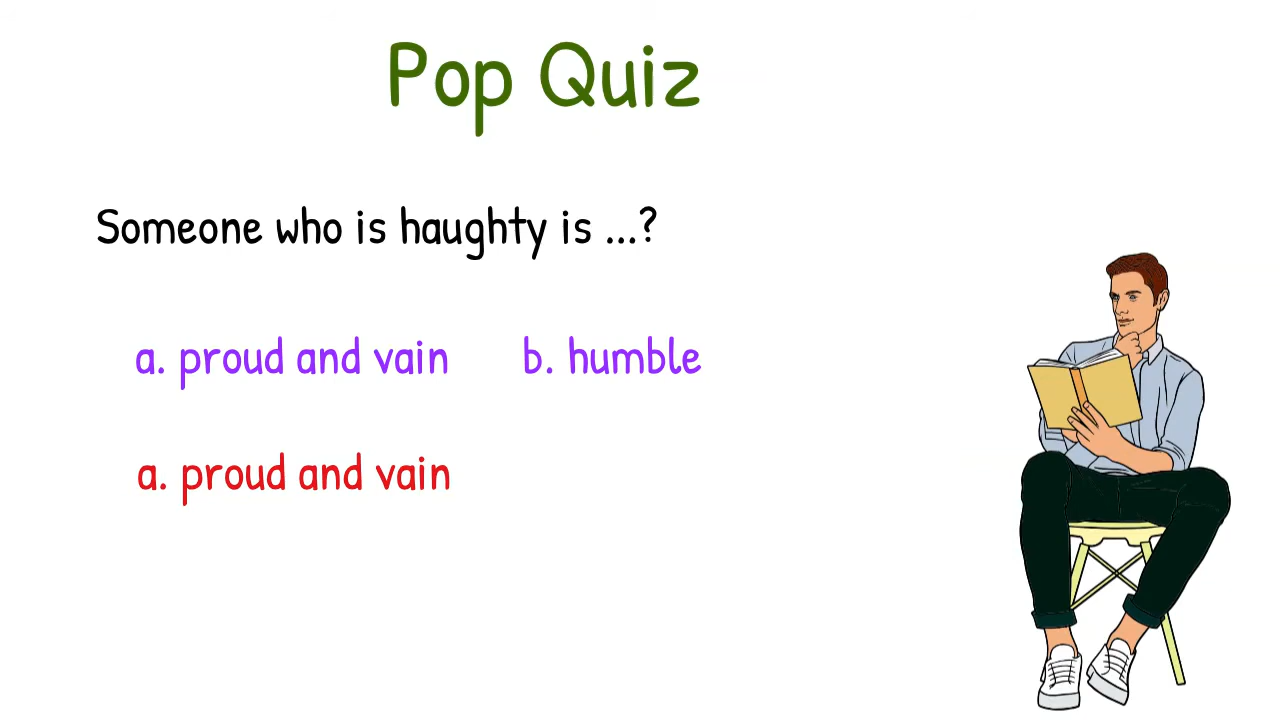 Pop Quiz
Someone who is haughty is ...?
a. proud and vain b. humble
a. proud and vain